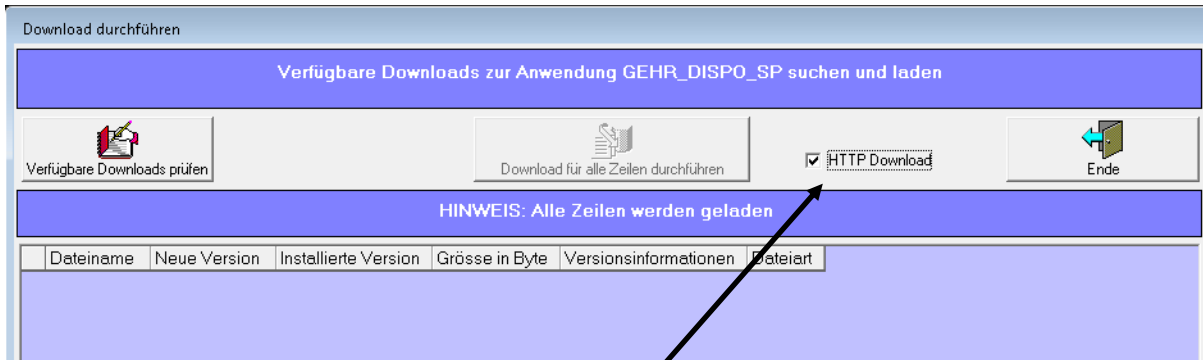 Download durchführen
Verfügbare Downloads zur Anwendung GEHR_DISPO_SP suchen und laden
Verfügbare Downloads prüfen
Download für alle Zeilen durchführen
HTTP Download
Ende
HINWEIS: Alle Zeilen werden geladen
Dateiname Neue Version Installierte Version Grösse in Byte Versionsinformationen Dateiart